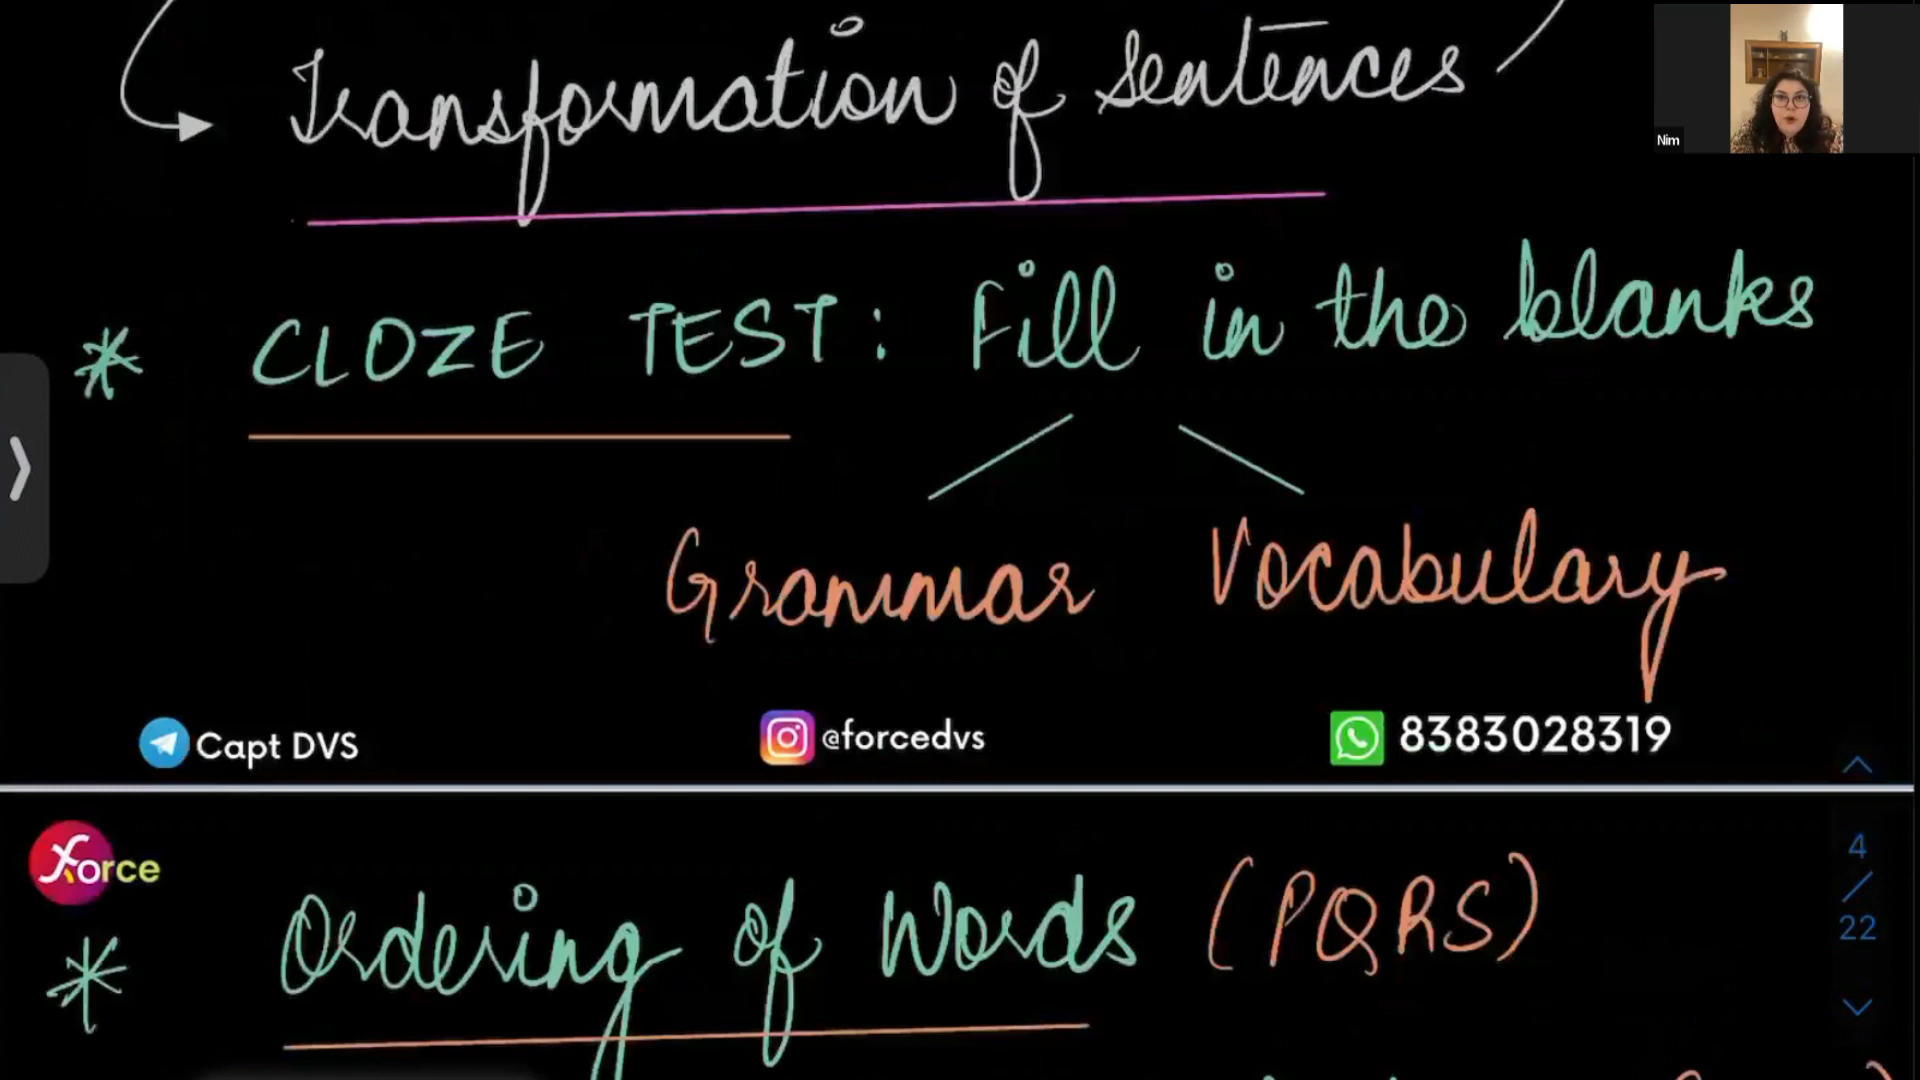 Transformation of Sentences
Nim
* CLOZE TEST: Fill in the blanks
Grammar Vocabulary
Capt DVS @forcedvs 8383028319
Force
* Ordering of Words (PQRS)
4
/
22